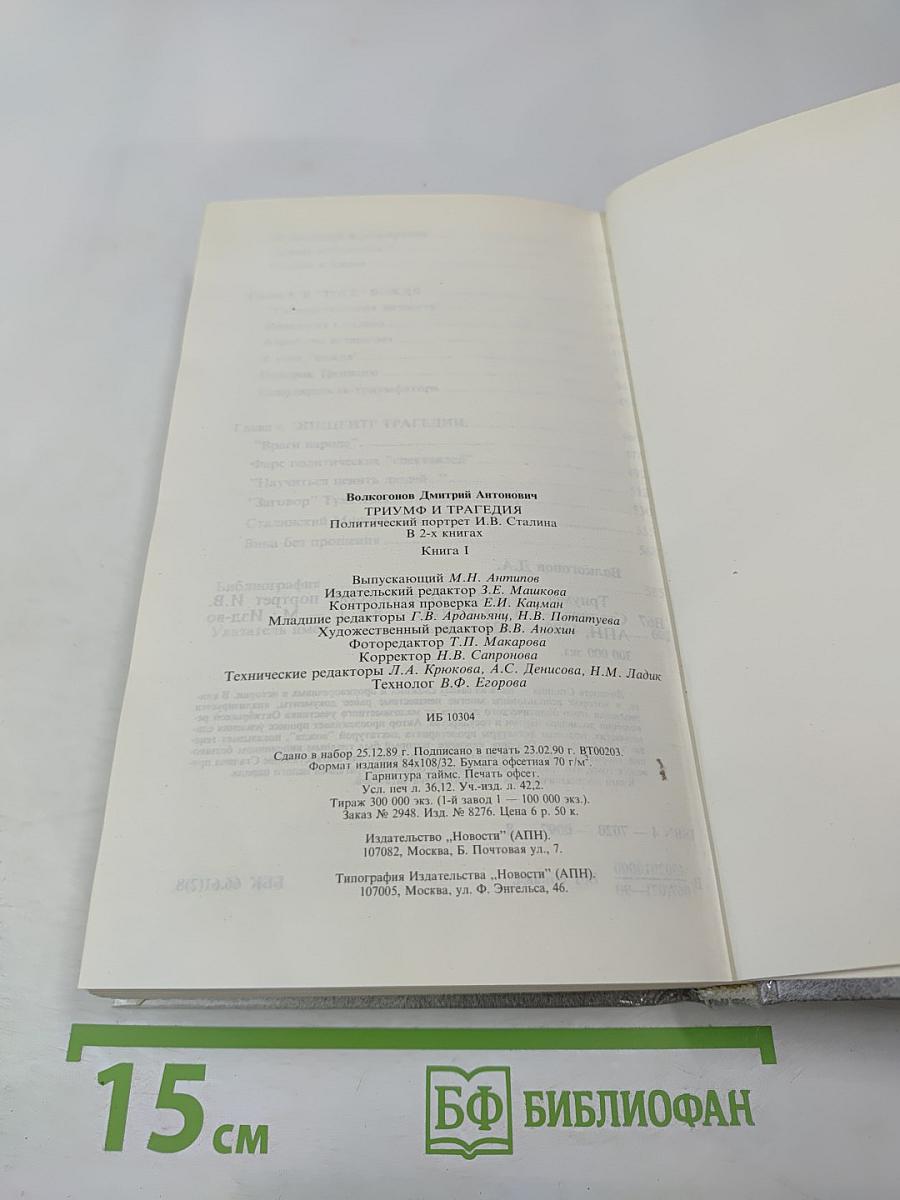 Волкогонов Дмитрий Антонович
ТРИУМФ И ТРАГЕДИЯ
Политический портрет И.В. Сталина
В 2-х книгах
Книга I
Выпускающий М.Н. Антипов
Издательский редактор З.Е. Машкова
Контрольная проверка Е.И. Кацман
Младшие редакторы Г.В. Арданьянц, Н.В. Пототуева
Художественный редактор В.В. Анохин
Фоторедактор Т.П. Макарова
Корректор Н.В. Сапронова
Технические редакторы Л.А. Крюкова, А.С. Денисова, Н.М. Ладик
Технолог В.Ф. Егорова
ИБ 10304
Сдано в набор 25.12.89 г. Подписано в печать 23.02.90 г. ВТ00203.
Формат издания 84х108/32. Бумага офсетная 70 г/м².
Гарнитура таймс. Печать офсет.
Усл. печ л. 36,12. Уч.-изд. л. 42,2.
Тираж 300 000 экз. (1-й завод 1 — 100 000 экз.).
Заказ № 2948. Изд. № 8276. Цена 6 р. 50 к.
Издательство „Новости" (АПН).
107082, Москва, Б. Почтовая ул., 7.
Типография Издательства „Новости" (АПН).
107005, Москва, ул. Ф. Энгельса, 46.
15 см
БФ БИБЛИОФАН